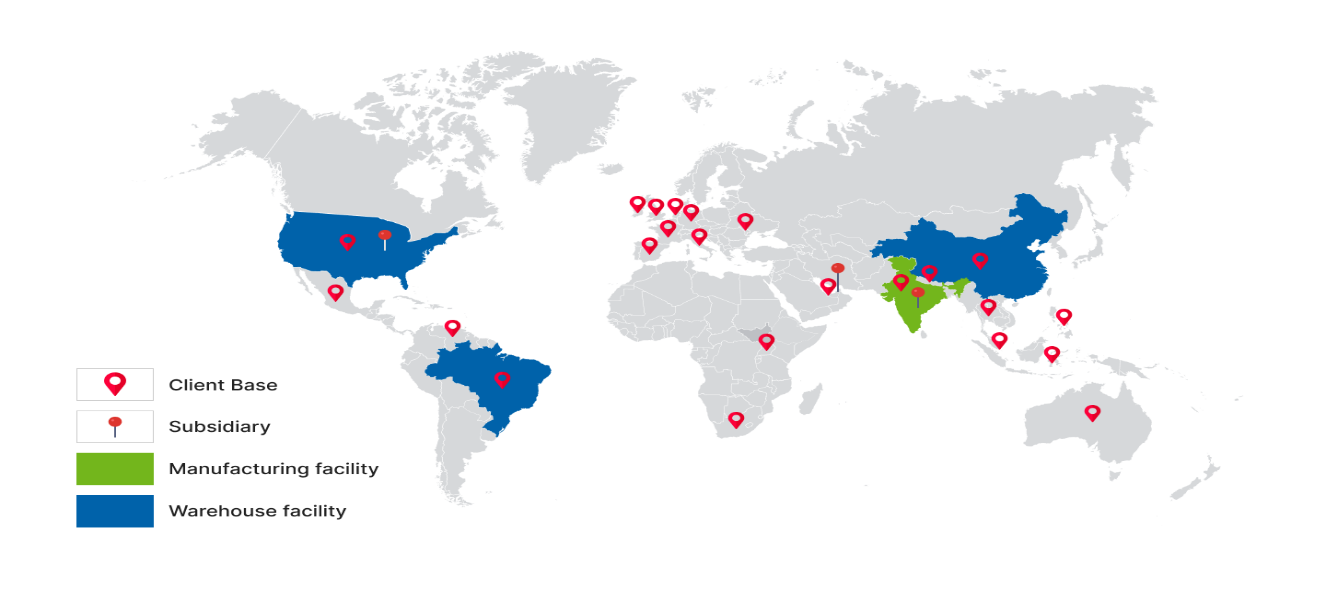 Client Base
Subsidiary
Manufacturing facility
Warehouse facility